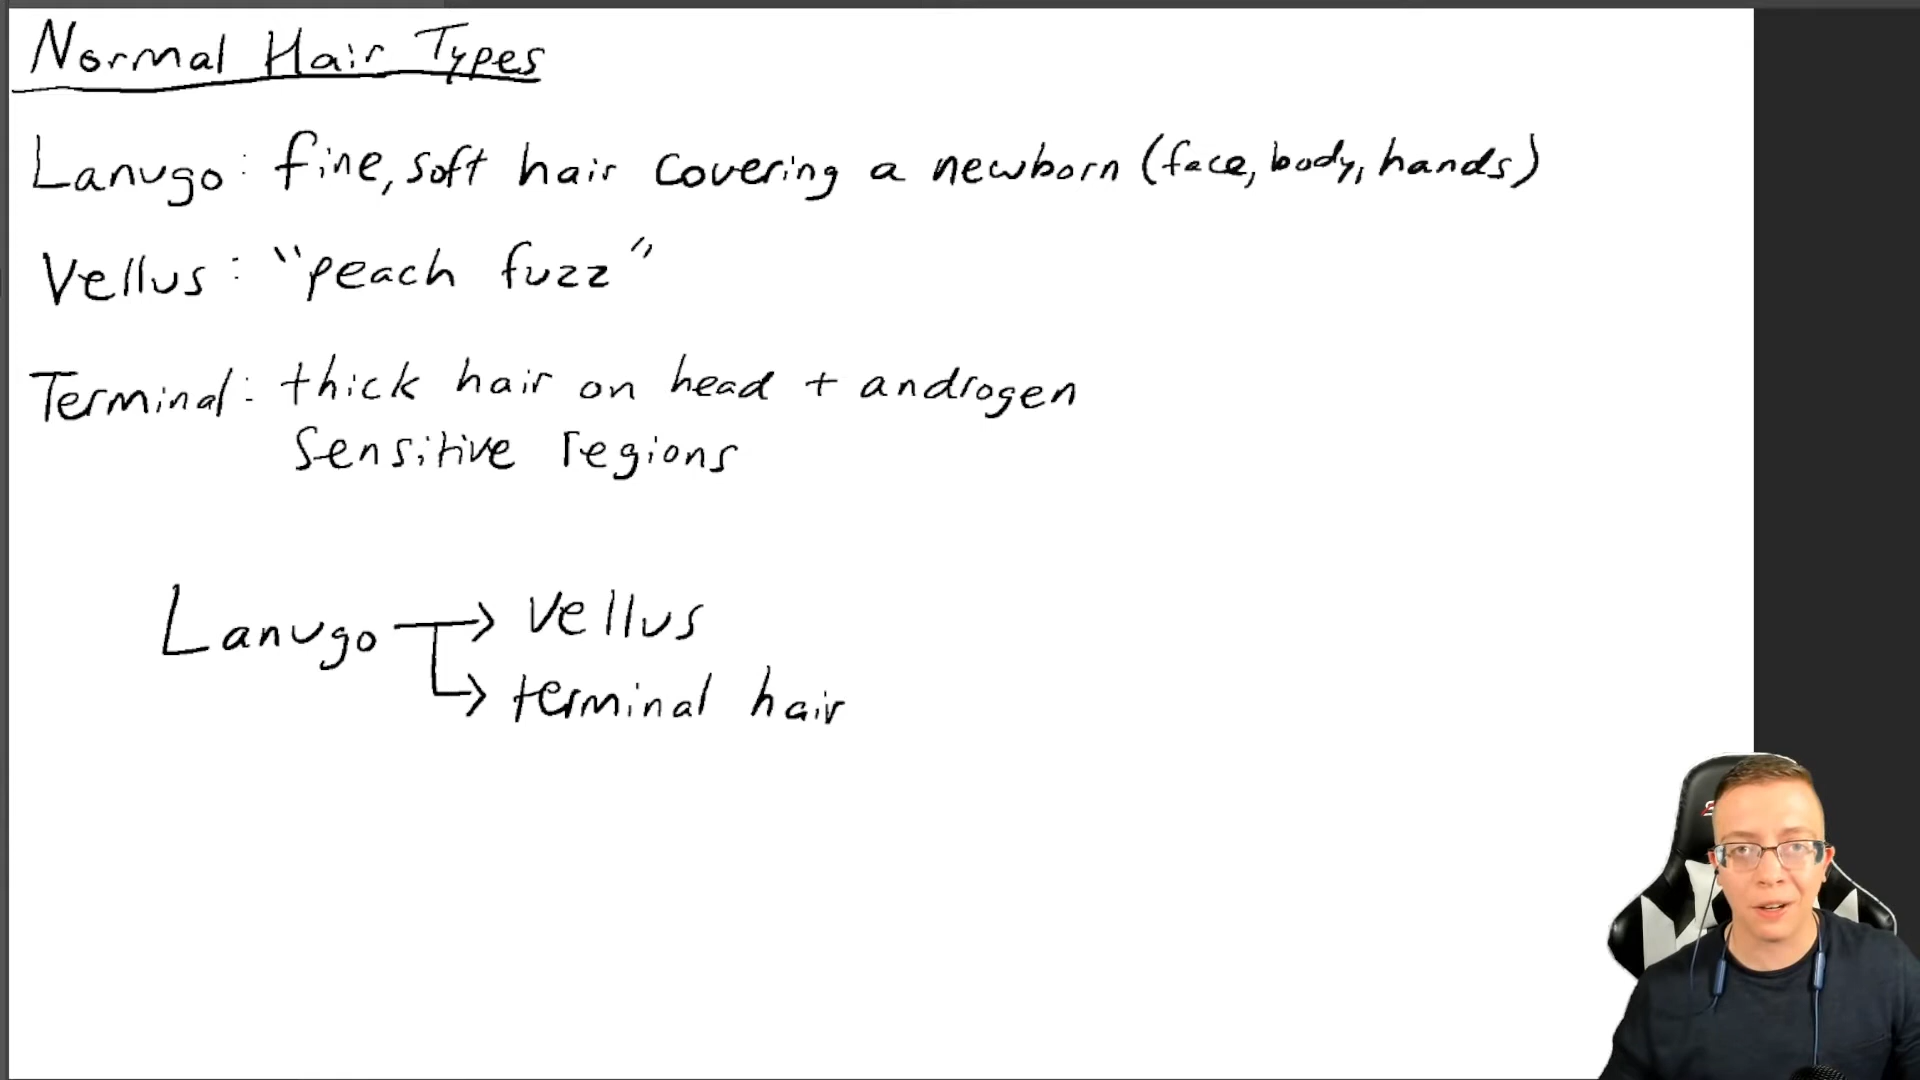 Normal Hair Types
Lanugo: fine, soft hair covering a newborn (face, body, hands)
Vellus: "peach fuzz"
Terminal: thick hair on head + androgen
Sensitive regions
Lanugo → vellus
→ terminal hair